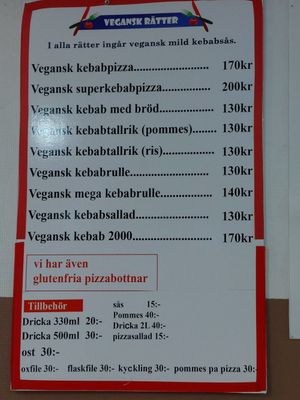 VEGANSK RÄTTER
I alla rätter ingår vegansk mild kebabsås.
Vegansk kebabpizza.................... 170kr
Vegansk superkebabpizza......... 200kr
Vegansk kebab med bröd.......... 130kr
Vegansk kebabtallrik (pommes)....... 130kr
Vegansk kebabtallrik (ris)........ 130kr
Vegansk kebabrulle................... 130kr
Vegansk mega kebabrulle......... 140kr
Vegansk kebabsallad................. 130kr
Vegansk kebab 2000.................. 170kr
vi har även
glutenfria pizzabottnar
Tillbehör
Dricka 330ml 20:-
Dricka 500ml 30:-
ost 30:-
sås 15:-
Pommes 40:-
Dricka 2L 40:-
pizzasallad 15:-
oxfile 30:- flaskfile 30:- kyckling 30:- pommes pa pizza 30:-